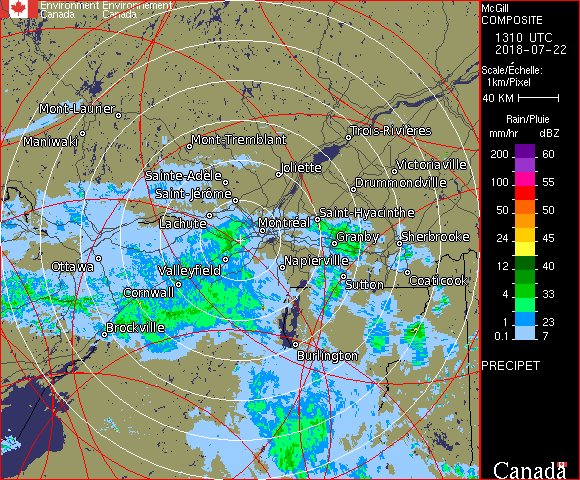 Environment Environnement
Canada Canada
McGill
COMPOSITE
1310 UTC
2018-07-22
Scale/Échelle:
1km/Pixel
40 KM
Rain/Pluie
mm/hr dBZ
200 60
150 55
100 55
50 50
24 45
12 40
4 33
1 23
0.1 7
PRECIPET
Canada
Mont-Laurier
Maniwaki
Mont-Tremblant
Trois-Rivières
Sainte-Adèle
Joliette
Victoriaville
Saint-Jérôme
Drummondville
Lachute
Montréal
Saint-Hyacinthe
Granby
Sherbrooke
Ottawa
Valleyfield
Napierville
Cornwall
Sutton
Coaticook
Brockville
Burlington